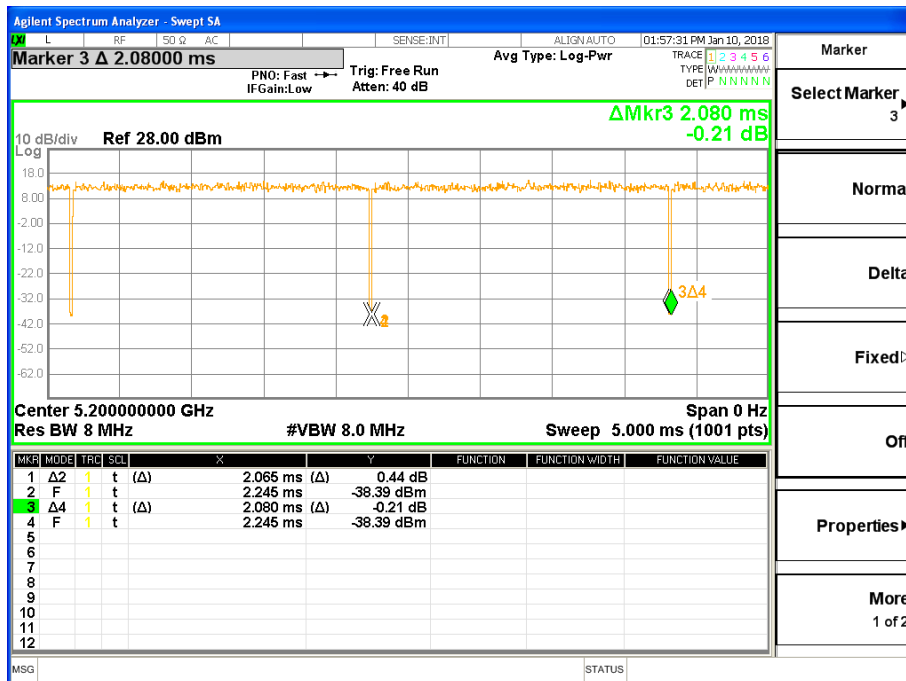 Agilent Spectrum Analyzer - Swept SA
LXI L RF 50 Ω AC SENSE:INT ALIGN AUTO 01:57:31 PM Jan 10, 2018
Marker 3 Δ 2.08000 ms
PNO: Fast
IFGain:Low
Trig: Free Run
Atten: 40 dB
Avg Type: Log-Pwr
TRACE 1 2 3 4 5 6
TYPE W
DET P N N N N N
ΔMkr3 2.080 ms
-0.21 dB
10 dB/div Ref 28.00 dBm
Log
18.0
8.00
-2.00
-12.0
-22.0
-32.0
-42.0
-52.0
-62.0
3Δ4
Center 5.200000000 GHz Span 0 Hz
Res BW 8 MHz #VBW 8.0 MHz Sweep 5.000 ms (1001 pts)
MKR MODE TRC SCL X Y FUNCTION FUNCTION WIDTH FUNCTION VALUE
1 Δ2 1 t (Δ) 2.065 ms (Δ) 0.44 dB
2 F 1 t 2.245 ms -38.39 dBm
3 Δ4 1 t (Δ) 2.080 ms (Δ) -0.21 dB
4 F 1 t 2.245 ms -38.39 dBm
5
6
7
8
9
10
11
12
MSG STATUS
Marker
Select Marker
3
Norma
Delta
Fixed
Off
Properties
More
1 of 2